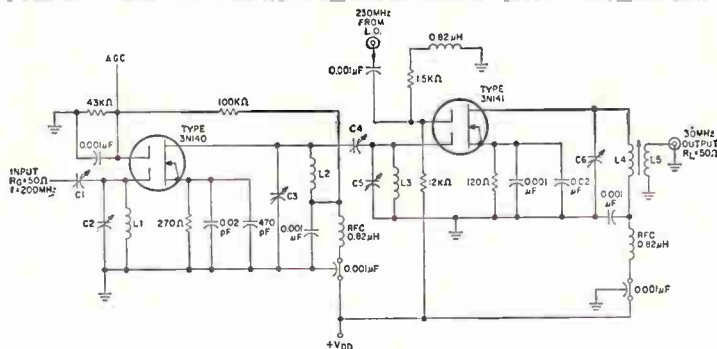 230MHz
FROM
L.O.
0.82µH
0.001µF
1.5KΩ
TYPE
3N141
AGC
43KΩ
100KΩ
TYPE
3N140
0.001µF
C4
INPUT
RG=50Ω
f=200MHz
C1
C2
L1
270Ω
0.02
pF
470
pF
C3
L2
0.001
µF
RFC
0.82µH
0.001µF
+VDD
C5
L3
12KΩ
120Ω
0.001
µF
0.02
µF
C6
L4
L5
30MHz
OUTPUT
RL=50Ω
0.001
µF
RFC
0.82µH
0.001µF